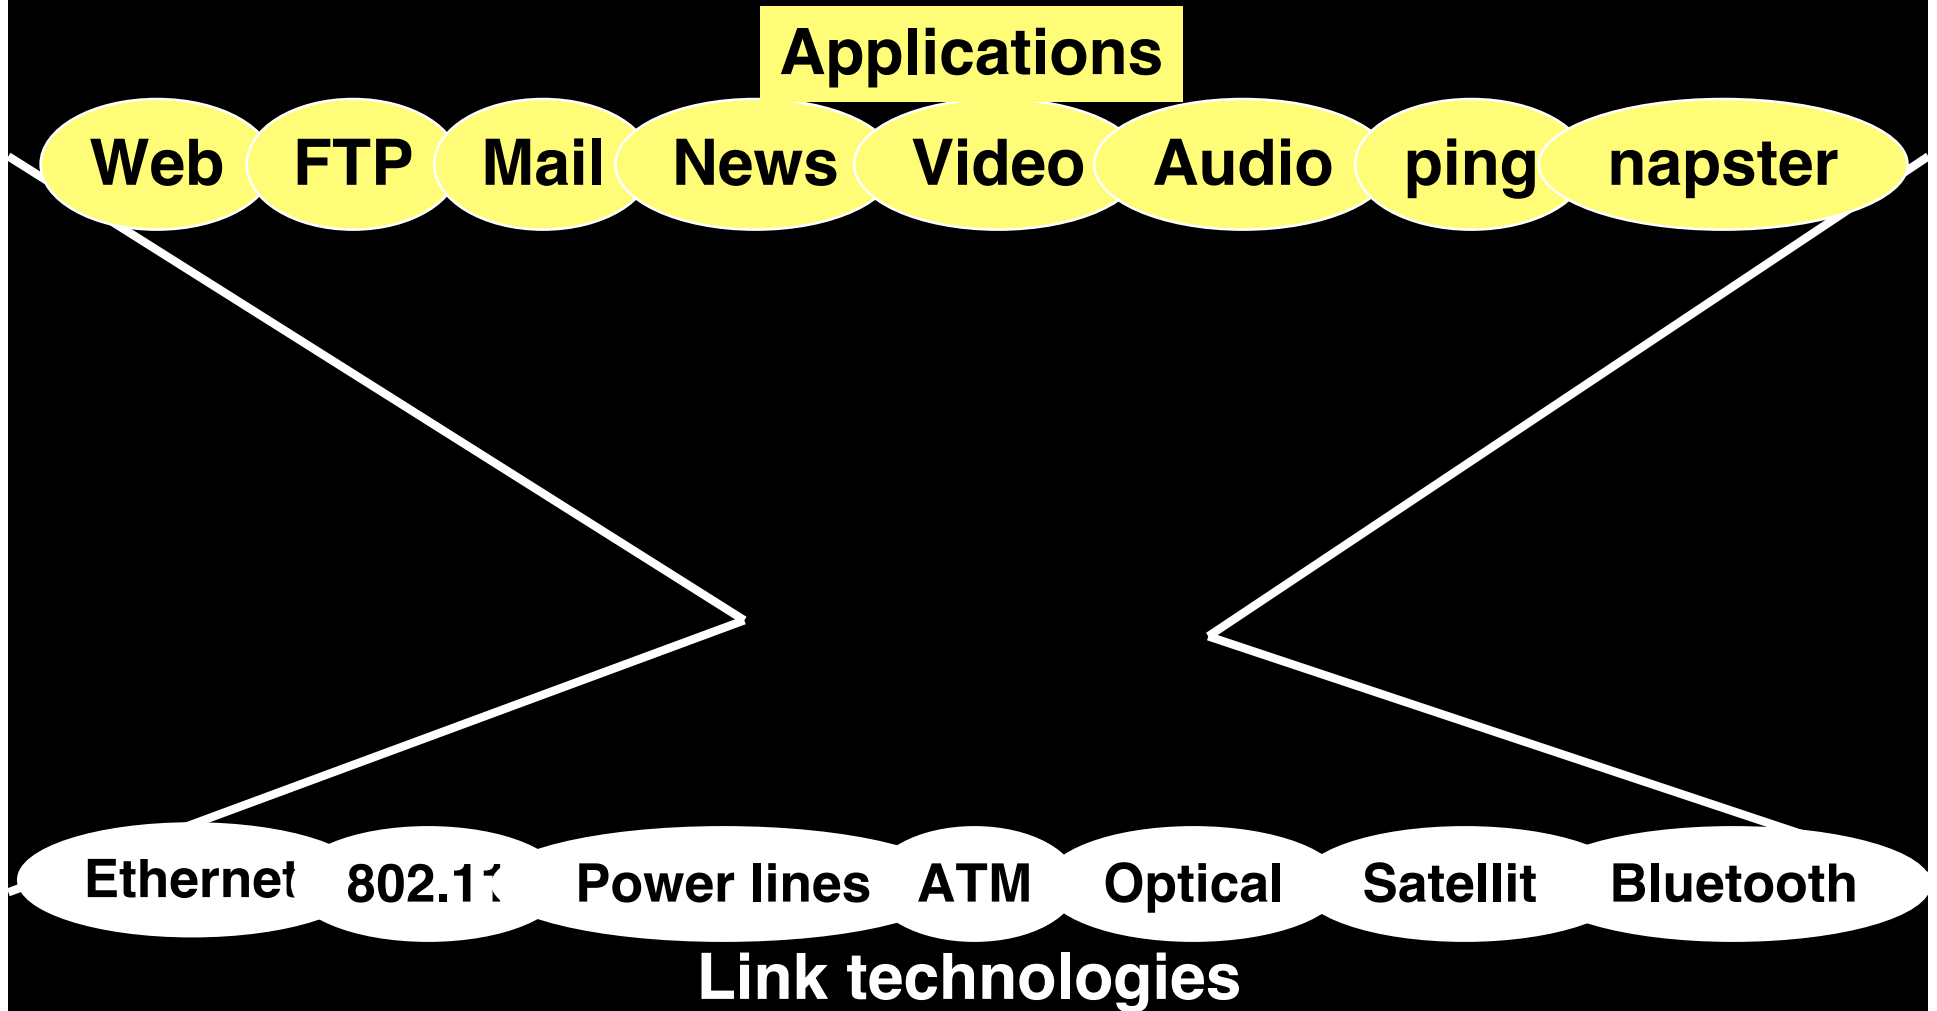 Applications
Web FTP Mail News Video Audio ping napster
Ethernet 802.11 Power lines ATM Optical Satellit Bluetooth
Link technologies